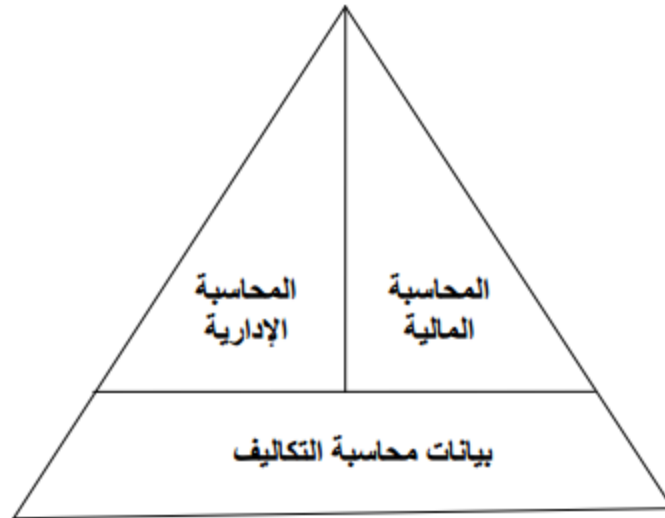 المحاسبة
المالية
المحاسبة
الإدارية
بيانات محاسبة التكاليف